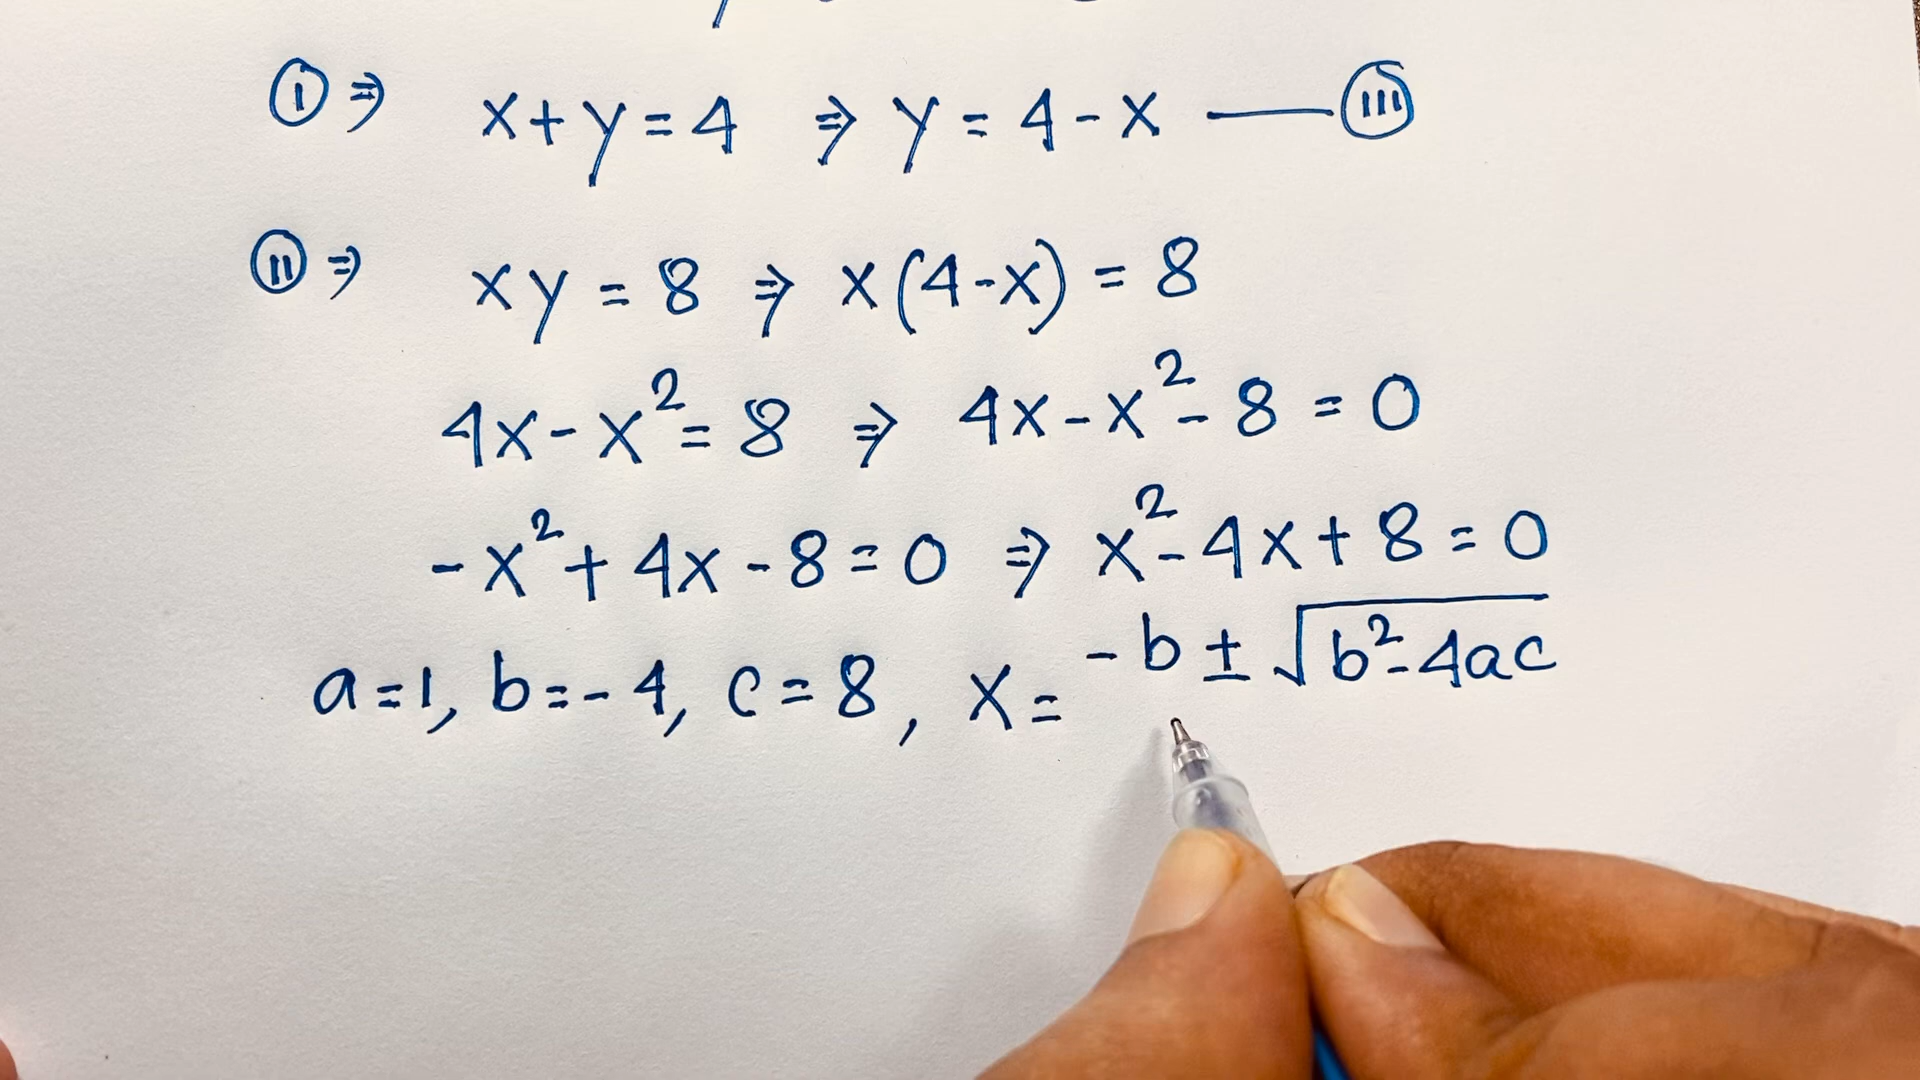 (i) ⇒ x+y=4 ⇒ y=4-x —— (iii)
(ii) ⇒ xy=8 ⇒ x(4-x)=8
4x-x²=8 ⇒ 4x-x²-8=0
-x²+4x-8=0 ⇒ x²-4x+8=0
a=1, b=-4, c=8, x= -b±√b²-4ac